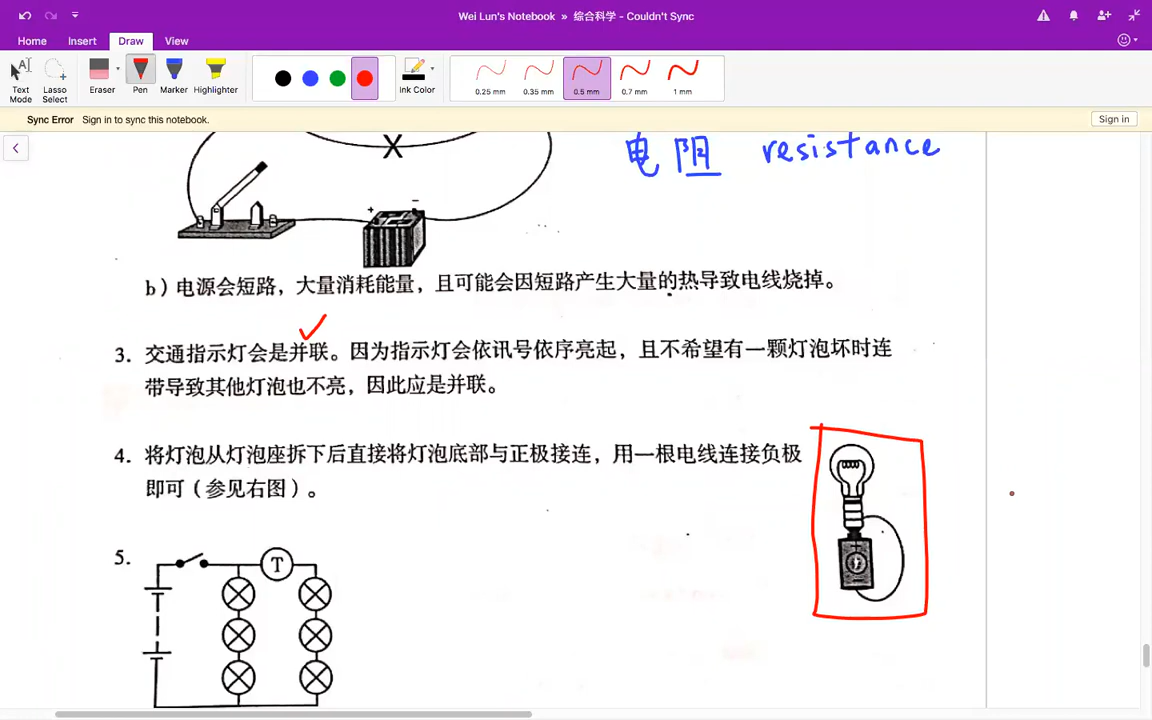 Wei Lun's Notebook » 综合科学 - Couldn't Sync
Home Insert Draw View
Text Mode
Lasso Select
Eraser
Pen
Marker
Highlighter
Ink Color
0.25 mm 0.35 mm 0.5 mm 0.7 mm 1 mm
Sync Error Sign in to sync this notebook. Sign in
电阻 resistance
X
+ −
b）电源会短路，大量消耗能量，且可能会因短路产生大量的热导致电线烧掉。
3. 交通指示灯会是并联。因为指示灯会依讯号依序亮起，且不希望有一颗灯泡坏时连
带导致其他灯泡也不亮，因此应是并联。
4. 将灯泡从灯泡座拆下后直接将灯泡底部与正极接连，用一根电线连接负极
即可（参见右图）。
5.
T